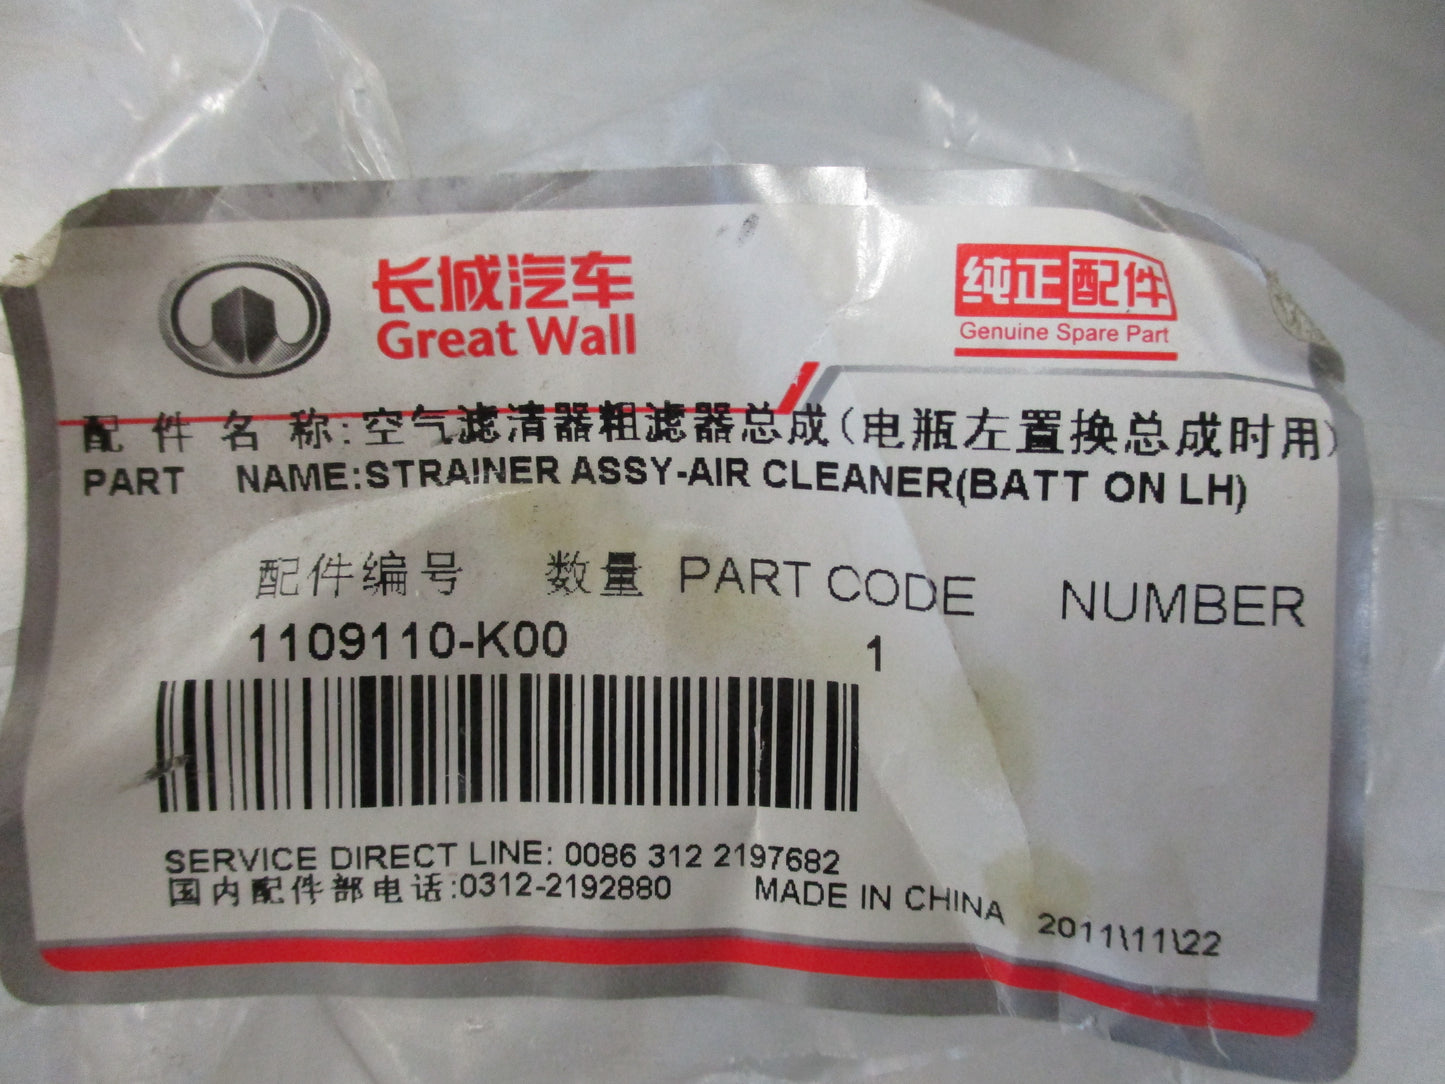 长城汽车
Great Wall
纯正配件
Genuine Spare Part
配 件 名 称:空气滤清器粗滤器总成(电瓶左置换总成时用)
PART NAME:STRAINER ASSY-AIR CLEANER(BATT ON LH)
配件编号 数量 PART CODE NUMBER
1109110-K00 1
SERVICE DIRECT LINE: 0086 312 2197682
国内配件部电话:0312-2192880 MADE IN CHINA 2011\11\22